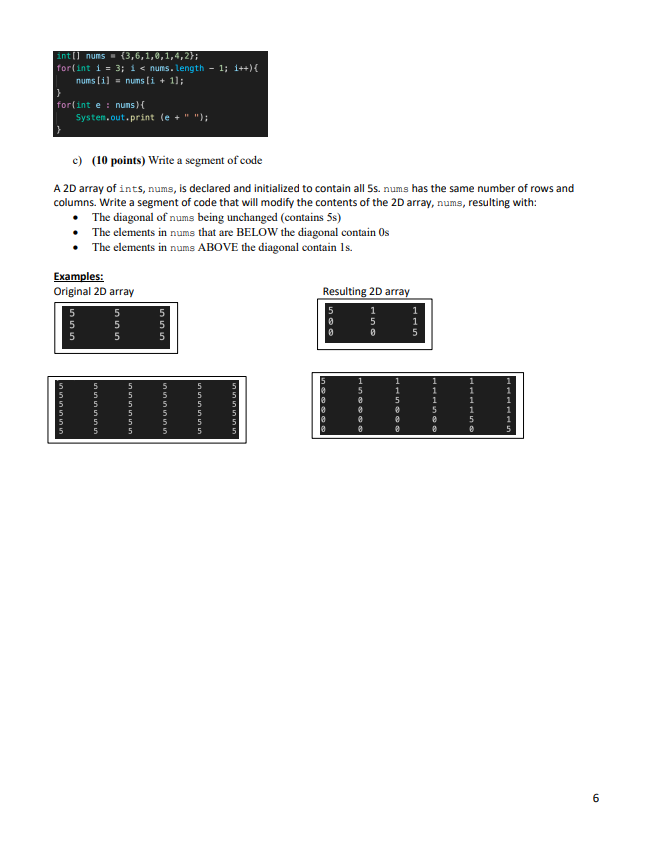 int[] nums = {3,6,1,0,1,4,2};
for(int i = 3; i < nums.length - 1; i++){
nums[i] = nums[i + 1];
}
for(int e : nums){
System.out.print (e + " ");
}
c) (10 points) Write a segment of code
A 2D array of ints, nums, is declared and initialized to contain all 5s. nums has the same number of rows and
columns. Write a segment of code that will modify the contents of the 2D array, nums, resulting with:
• The diagonal of nums being unchanged (contains 5s)
• The elements in nums that are BELOW the diagonal contain 0s
• The elements in nums ABOVE the diagonal contain 1s.
Examples:
Original 2D array
5 5 5
5 5 5
5 5 5
Resulting 2D array
5 1 1
0 5 1
0 0 5
5 5 5 5 5 5
5 5 5 5 5 5
5 5 5 5 5 5
5 5 5 5 5 5
5 5 5 5 5 5
5 5 5 5 5 5
5 1 1 1 1 1
0 5 1 1 1 1
0 0 5 1 1 1
0 0 0 5 1 1
0 0 0 0 5 1
0 0 0 0 0 5
6